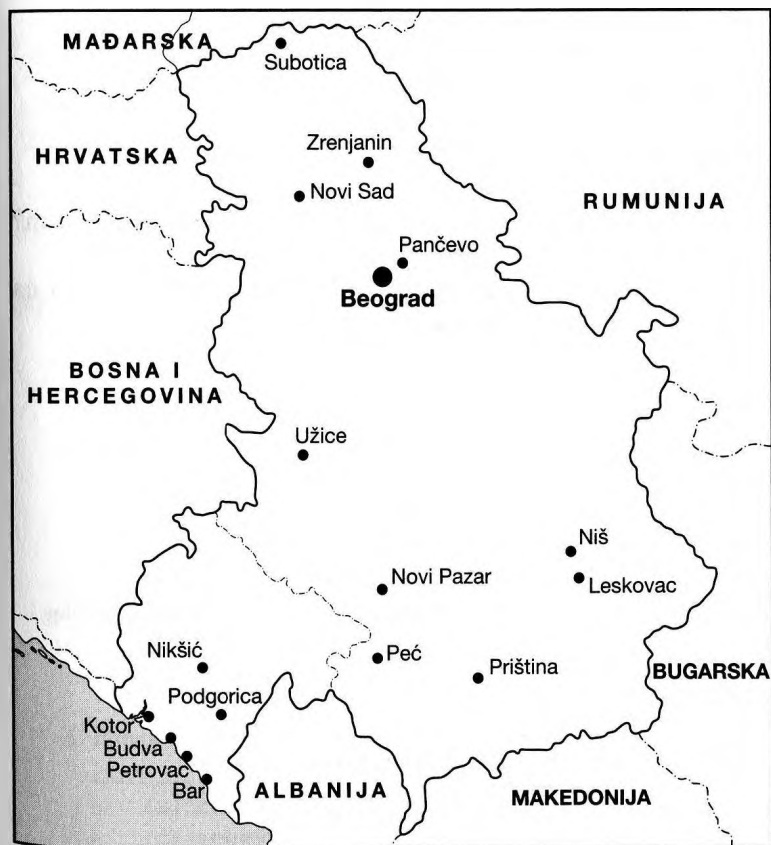 MAĐARSKA
Subotica
HRVATSKA
Zrenjanin
Novi Sad
RUMUNIJA
Pančevo
Beograd
BOSNA I
HERCEGOVINA
Užice
Niš
Novi Pazar
Leskovac
Nikšić
Peć
Priština
BUGARSKA
Podgorica
Kotor
Budva
Petrovac
Bar
ALBANIJA
MAKEDONIJA